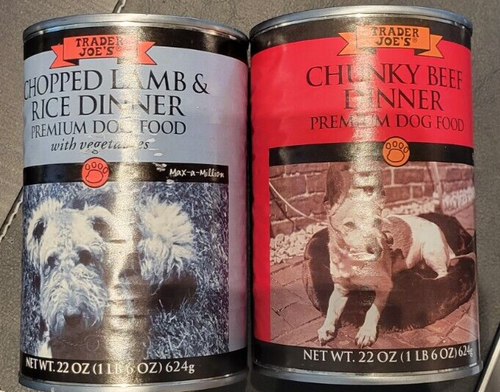 TRADER
JOE'S
CHOPPED LAMB &
RICE DINNER
PREMIUM DOG FOOD
with vegetables
Max-a-Million
NET WT. 22 OZ (1 LB 6 OZ) 624g
TRADER
JOE'S
CHUNKY BEEF
DINNER
PREMIUM DOG FOOD
NET WT. 22 OZ (1 LB 6 OZ) 624g